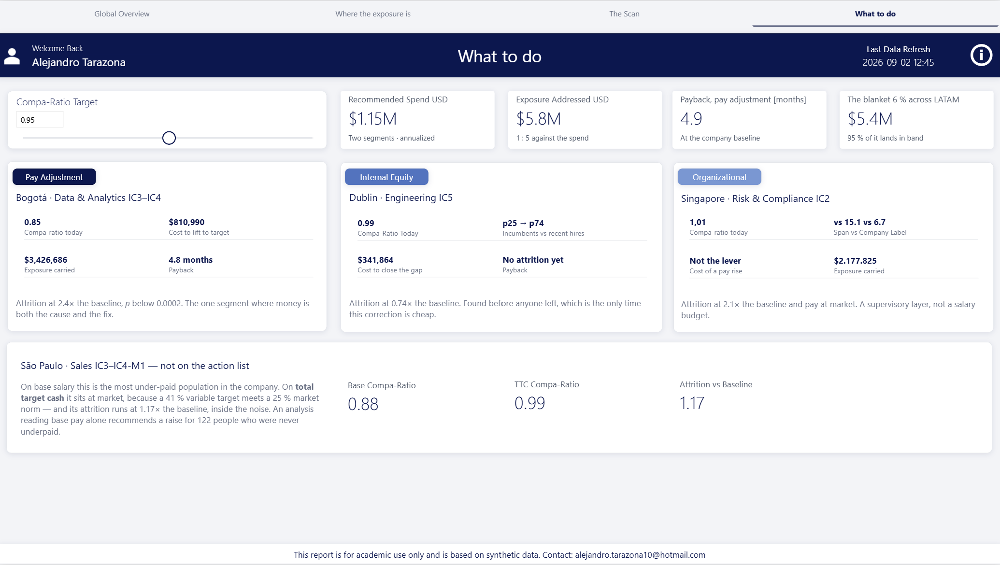 Global Overview
Where the exposure is
The Scan
What to do
Welcome Back
Alejandro Tarazona
What to do
Last Data Refresh
2026-09-02 12:45
Compa-Ratio Target
0.95
Recommended Spend USD
$1.15M
Two segments · annualized
Exposure Addressed USD
$5.8M
1 : 5 against the spend
Payback, pay adjustment [months]
4.9
At the company baseline
The blanket 6 % across LATAM
$5.4M
95 % of it lands in band
Pay Adjustment
Bogotá · Data & Analytics IC3–IC4
0.85
Compa-ratio today
$810,990
Cost to lift to target
$3,426,686
Exposure carried
4.8 months
Payback
Attrition at 2.4× the baseline, p below 0.0002. The one segment where money is
both the cause and the fix.
Internal Equity
Dublin · Engineering IC5
0.99
Compa-Ratio Today
p25 → p74
Incumbents vs recent hires
$341,864
Cost to close the gap
No attrition yet
Payback
Attrition at 0.74× the baseline. Found before anyone left, which is the only time
this correction is cheap.
Organizational
Singapore · Risk & Compliance IC2
1,01
Compa-ratio today
vs 15.1 vs 6.7
Span vs Company Label
Not the lever
Cost of a pay rise
$2.177.825
Exposure carried
Attrition at 2.1× the baseline and pay at market. A supervisory layer, not a salary
budget.
São Paulo · Sales IC3–IC4-M1 — not on the action list
On base salary this is the most under-paid population in the company. On total
target cash it sits at market, because a 41 % variable target meets a 25 % market
norm — and its attrition runs at 1.17× the baseline, inside the noise. An analysis
reading base pay alone recommends a raise for 122 people who were never
underpaid.
Base Compa-Ratio
0.88
TTC Compa-Ratio
0.99
Attrition vs Baseline
1.17
This report is for academic use only and is based on synthetic data. Contact: alejandro.tarazona10@hotmail.com